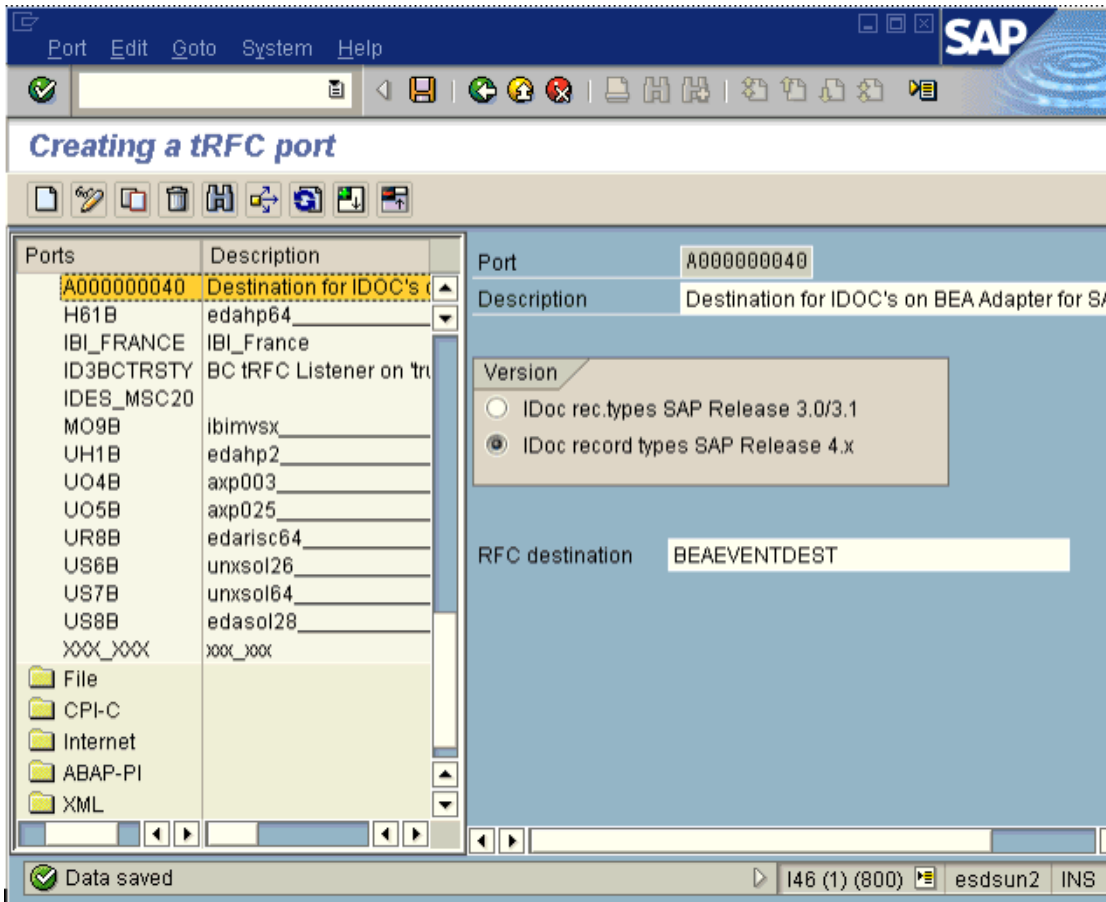 Port Edit Goto System Help
SAP
Creating a tRFC port
Ports Description
A000000040 Destination for IDOC's
H61B edahp64
IBI_FRANCE IBI_France
ID3BCTRSTY BC tRFC Listener on 'tru
IDES_MSC20
MO9B ibimvsx
UH1B edahp2
UO4B axp003
UO5B axp025
UR8B edarisc64
US6B unxsol26
US7B unxsol64
US8B edasol28
XXX_XXX xxx_xxx
File
CPI-C
Internet
ABAP-PI
XML
Port A000000040
Description Destination for IDOC's on BEA Adapter for SA
Version
IDoc rec.types SAP Release 3.0/3.1
IDoc record types SAP Release 4.x
RFC destination BEAEVENTDEST
Data saved
I46 (1) (800) esdsun2 INS